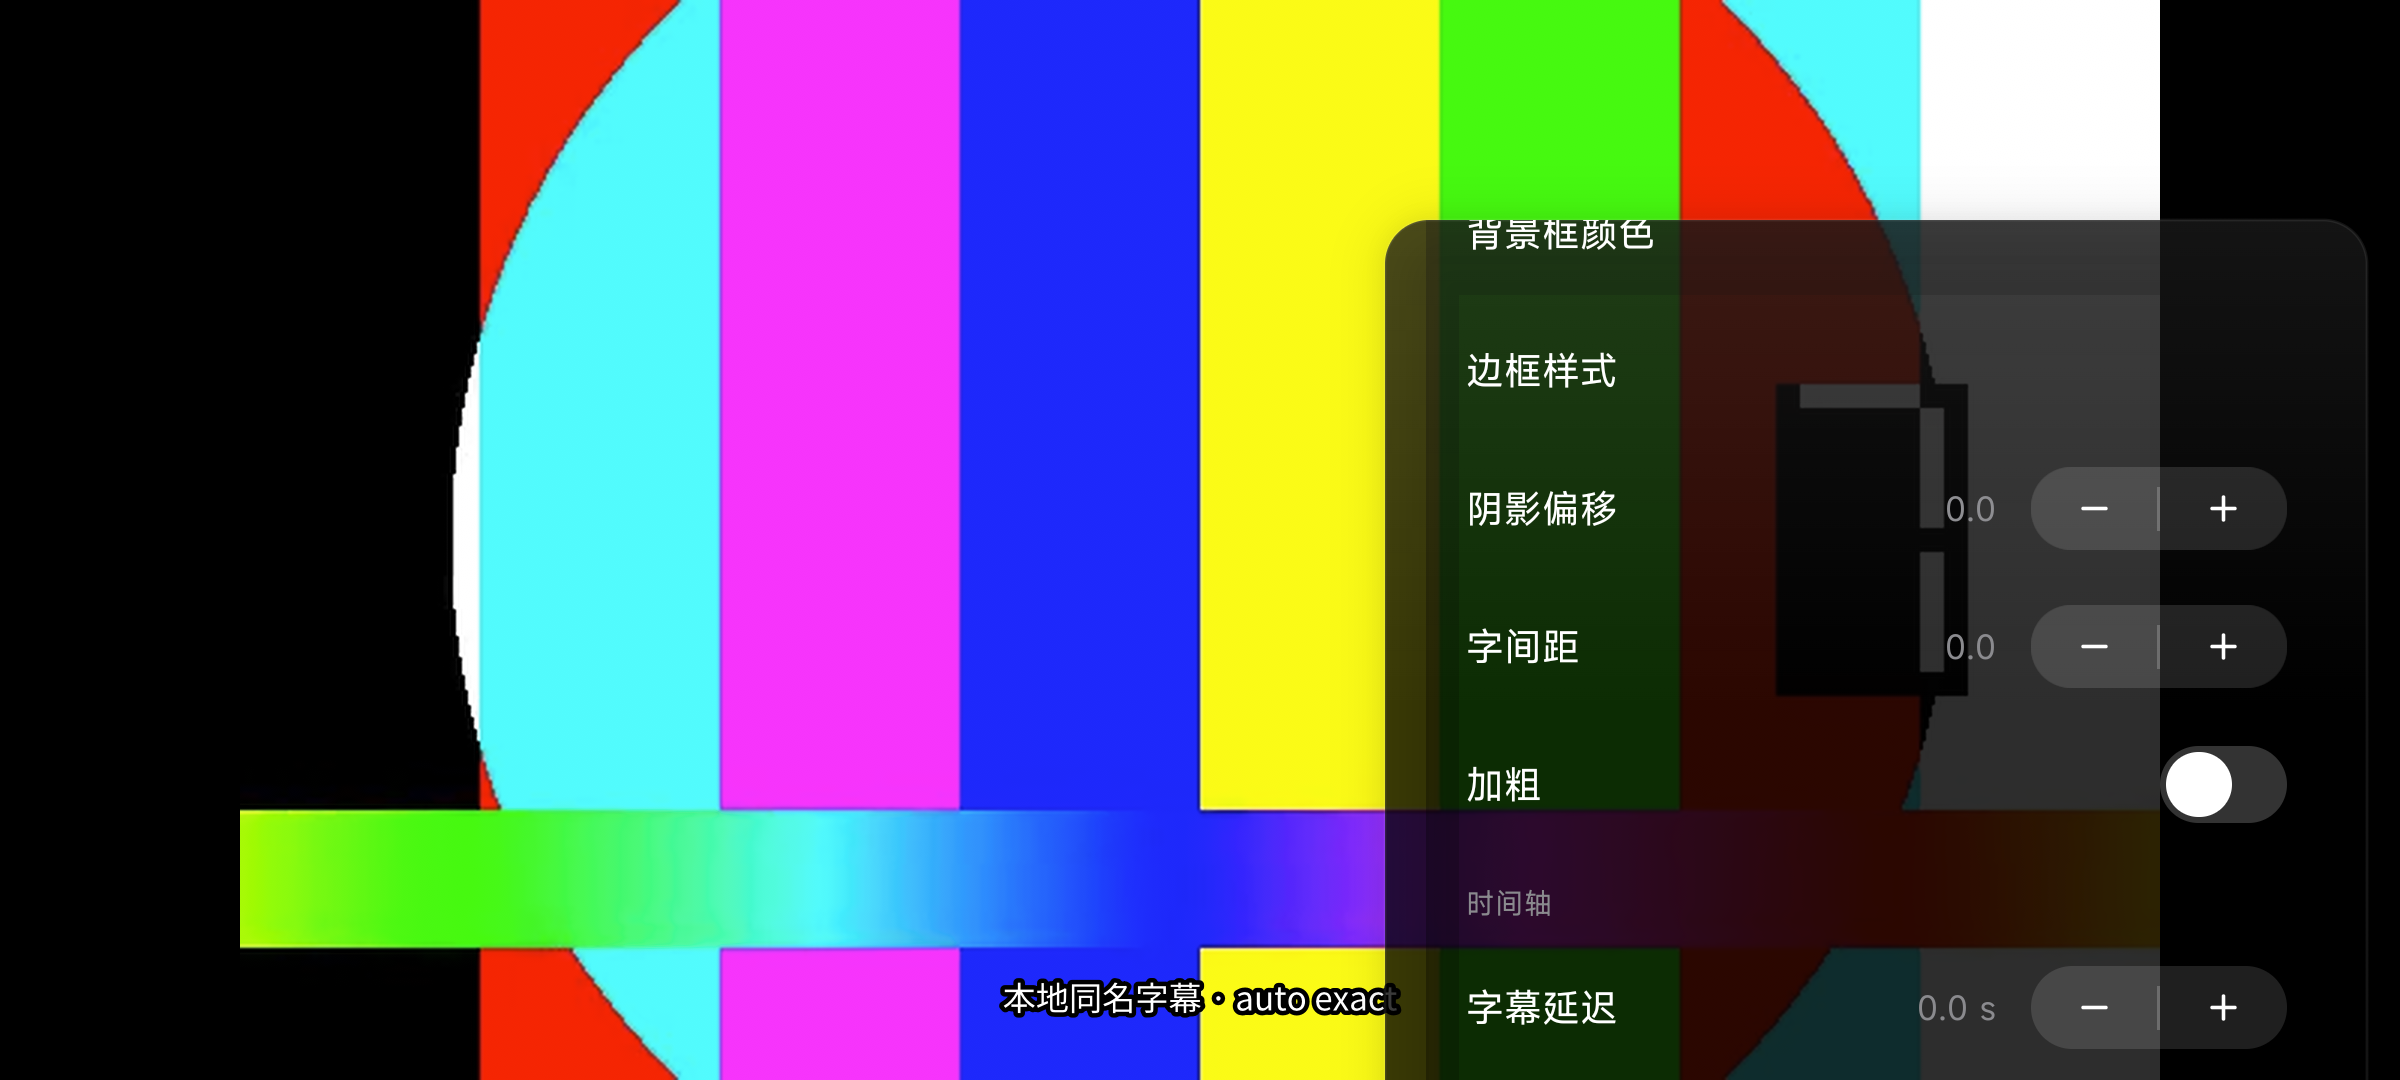 背景框颜色
边框样式
阴影偏移 0.0 − +
字间距 0.0 − +
加粗
时间轴
本地同名字幕 • auto exact
字幕延迟 0.0 s − +